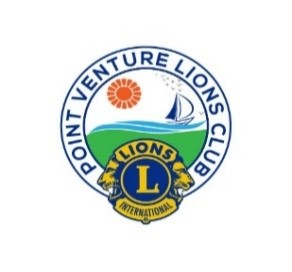 POINT VENTURE LIONS CLUB
LIONS
L
INTERNATIONAL